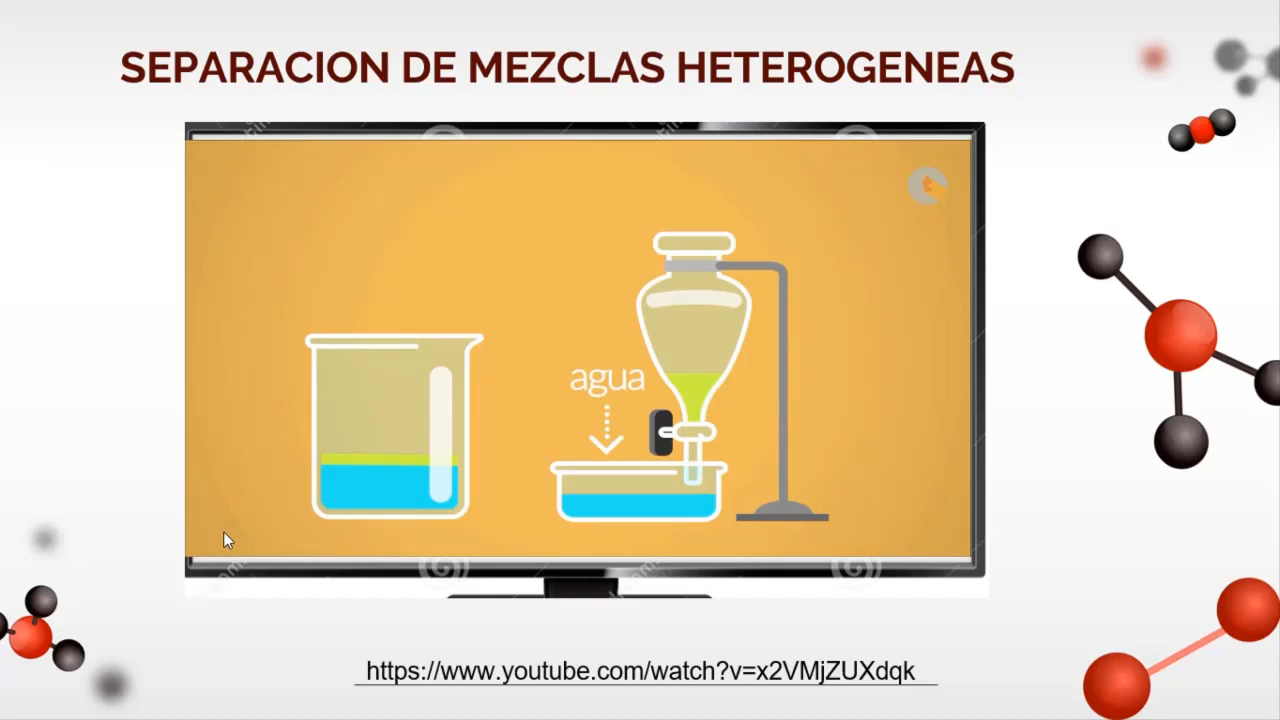 SEPARACION DE MEZCLAS HETEROGENEAS
agua
https://www.youtube.com/watch?v=x2VMjZUXdqk